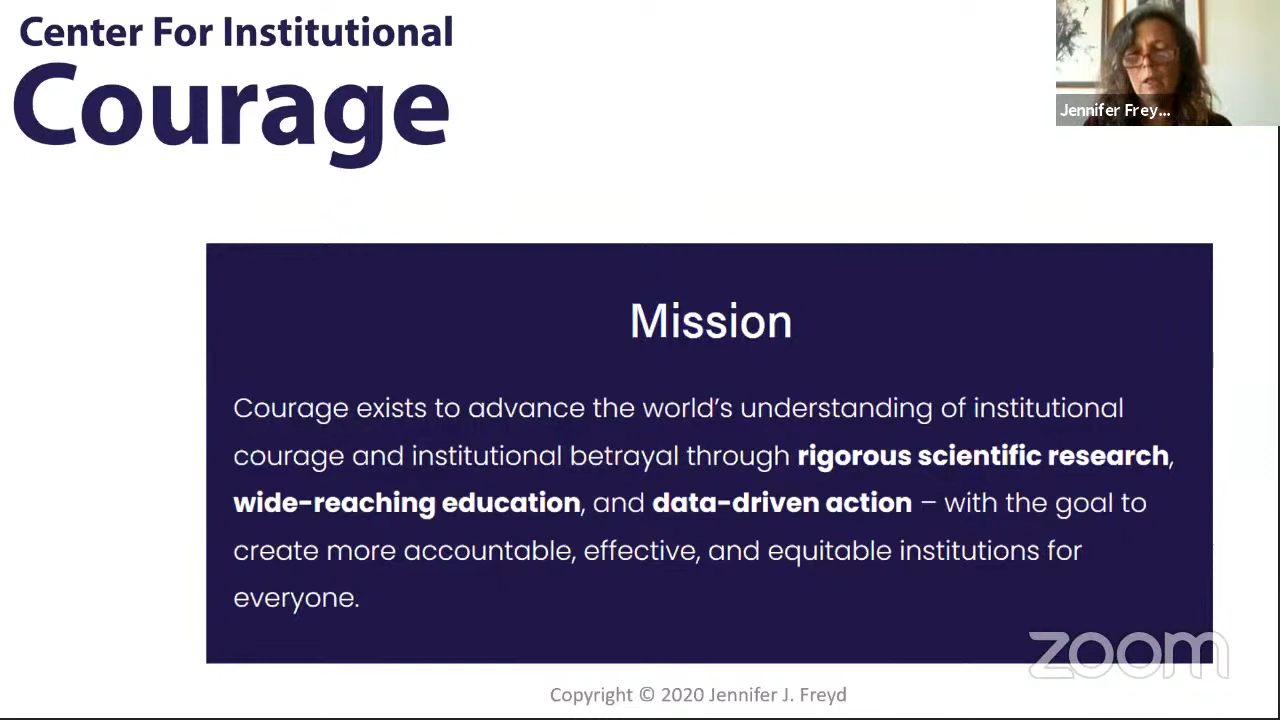 Center For Institutional
Courage
Jennifer Frey...
Mission
Courage exists to advance the world's understanding of institutional
courage and institutional betrayal through rigorous scientific research,
wide-reaching education, and data-driven action – with the goal to
create more accountable, effective, and equitable institutions for
everyone.
zoom
Copyright © 2020 Jennifer J. Freyd